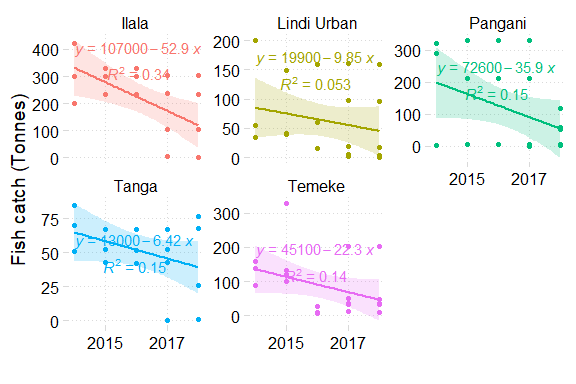 Ilala
Lindi Urban
Pangani
400
300
200
100
0
y = 107000 − 52.9 x
R² = 0.34
200
150
100
50
0
y = 19900 − 9.85 x
R² = 0.053
300
200
100
0
y = 72600 − 35.9 x
R² = 0.15
2015
2017
Fish catch (Tonnes)
Tanga
Temeke
75
50
25
0
y = 13000 − 6.42 x
R² = 0.15
300
200
100
0
y = 45100 − 22.3 x
R² = 0.14
2015
2017
2015
2017